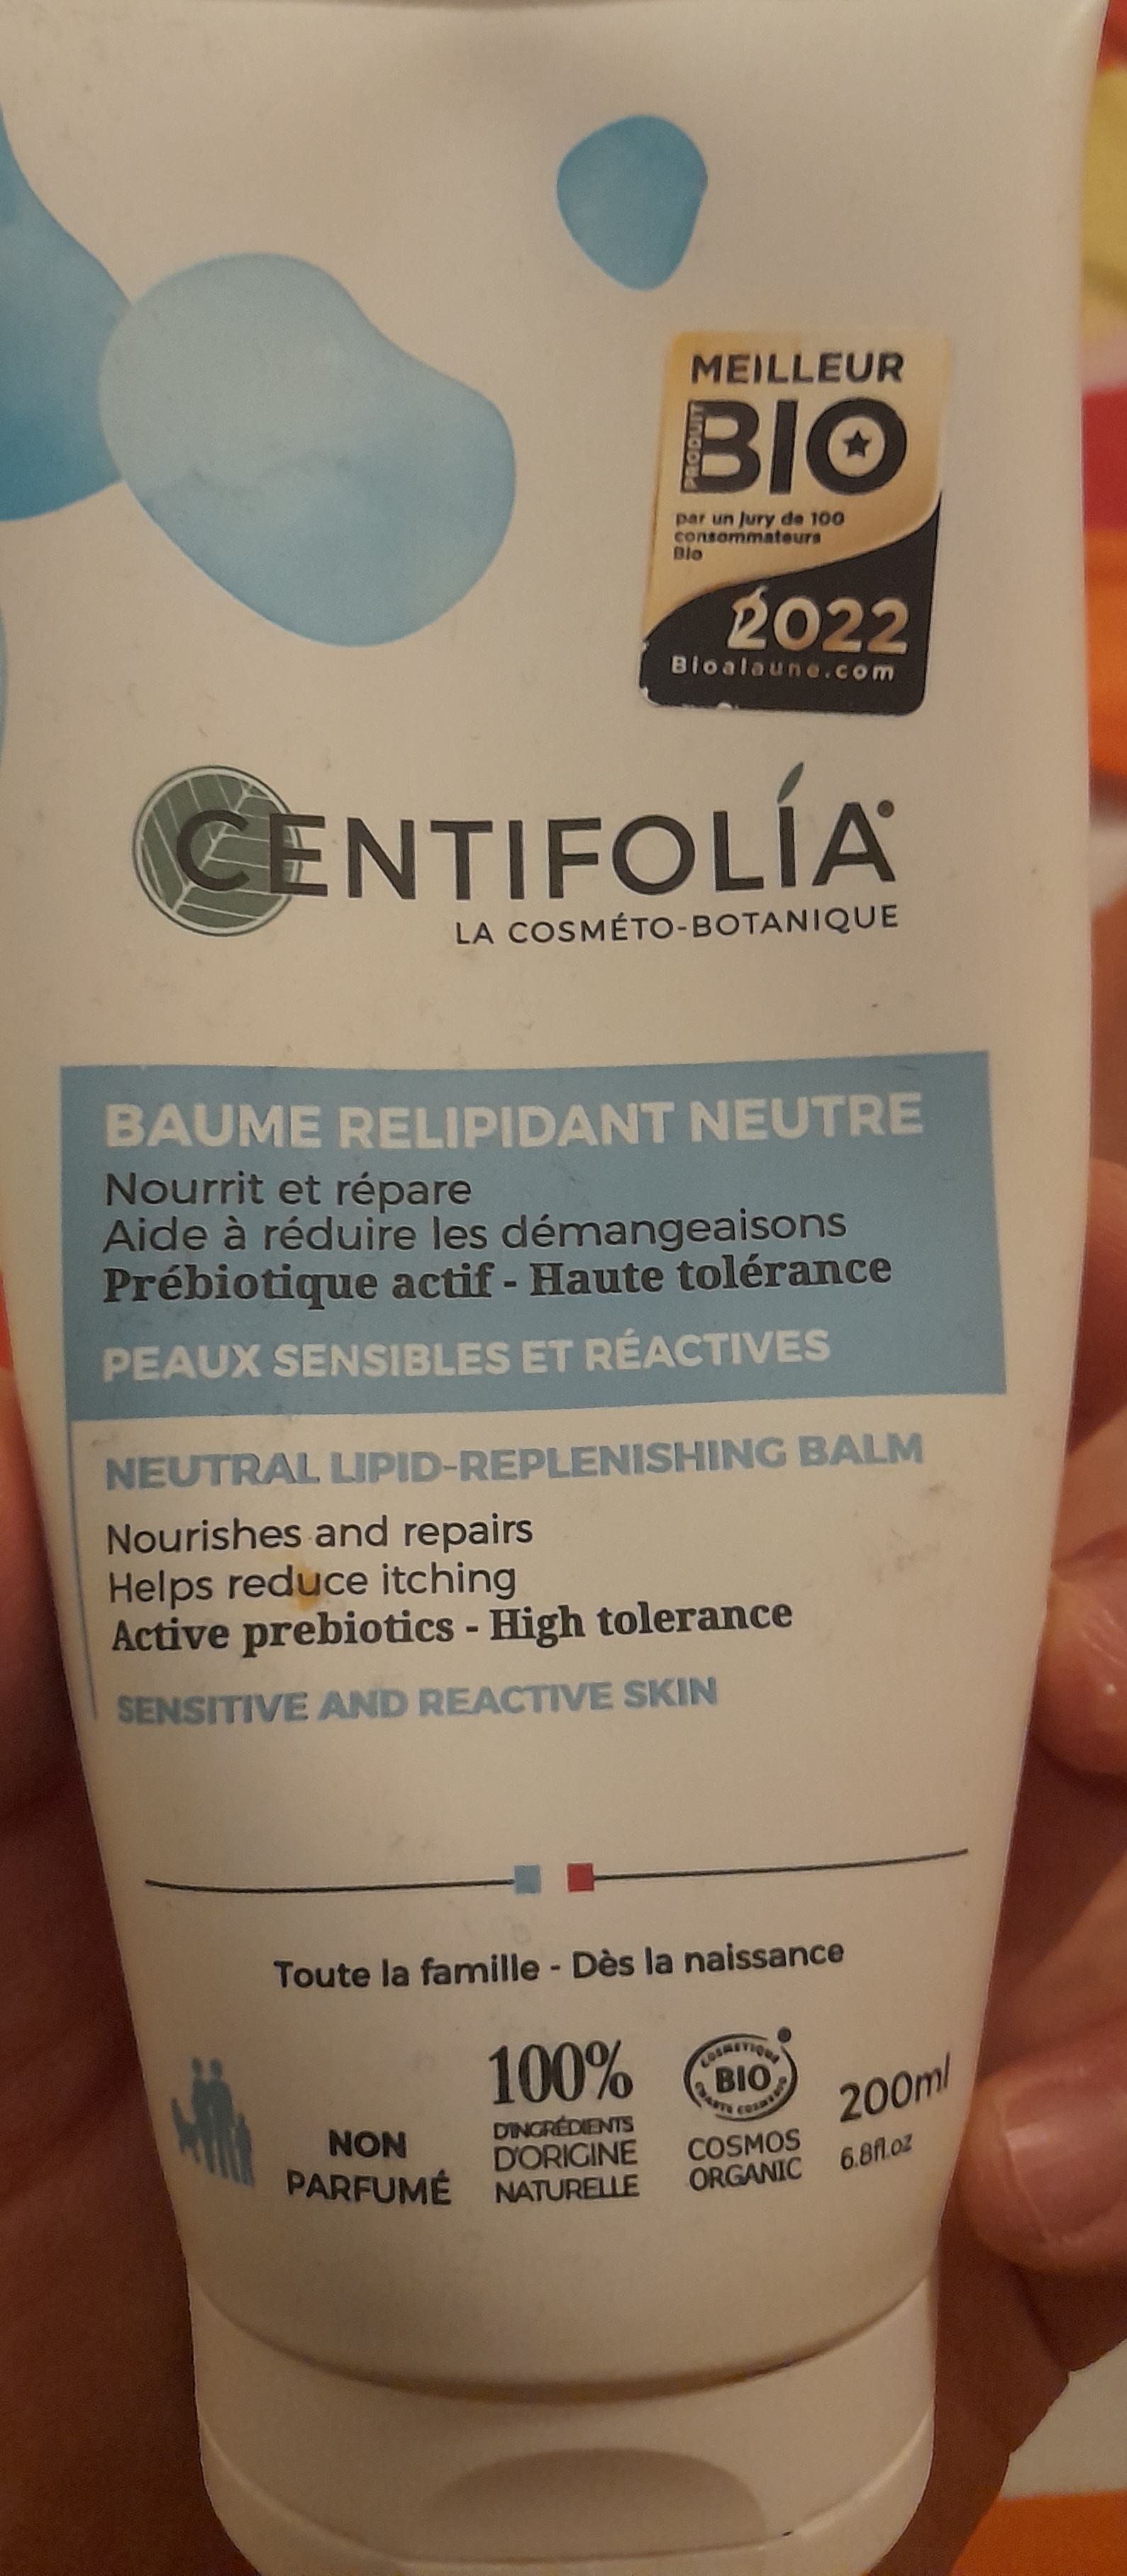 MEILLEUR
PRODUIT
BIO
par un Jury de 100
consommateurs
Bio
2022
Bioalaune.com
CENTIFOLÍA®
LA COSMÉTO-BOTANIQUE
BAUME RELIPIDANT NEUTRE
Nourrit et répare
Aide à réduire les démangeaisons
Prébiotique actif - Haute tolérance
PEAUX SENSIBLES ET RÉACTIVES
NEUTRAL LIPID-REPLENISHING BALM
Nourishes and repairs
Helps reduce itching
Active prebiotics - High tolerance
SENSITIVE AND REACTIVE SKIN
Toute la famille - Dès la naissance
NON
PARFUMÉ
100%
D'INGRÉDIENTS
D'ORIGINE
NATURELLE
COSMETIQUE
BIO
CHARTE COSMEBIO
COSMOS
ORGANIC
200ml
6.8fl.oz